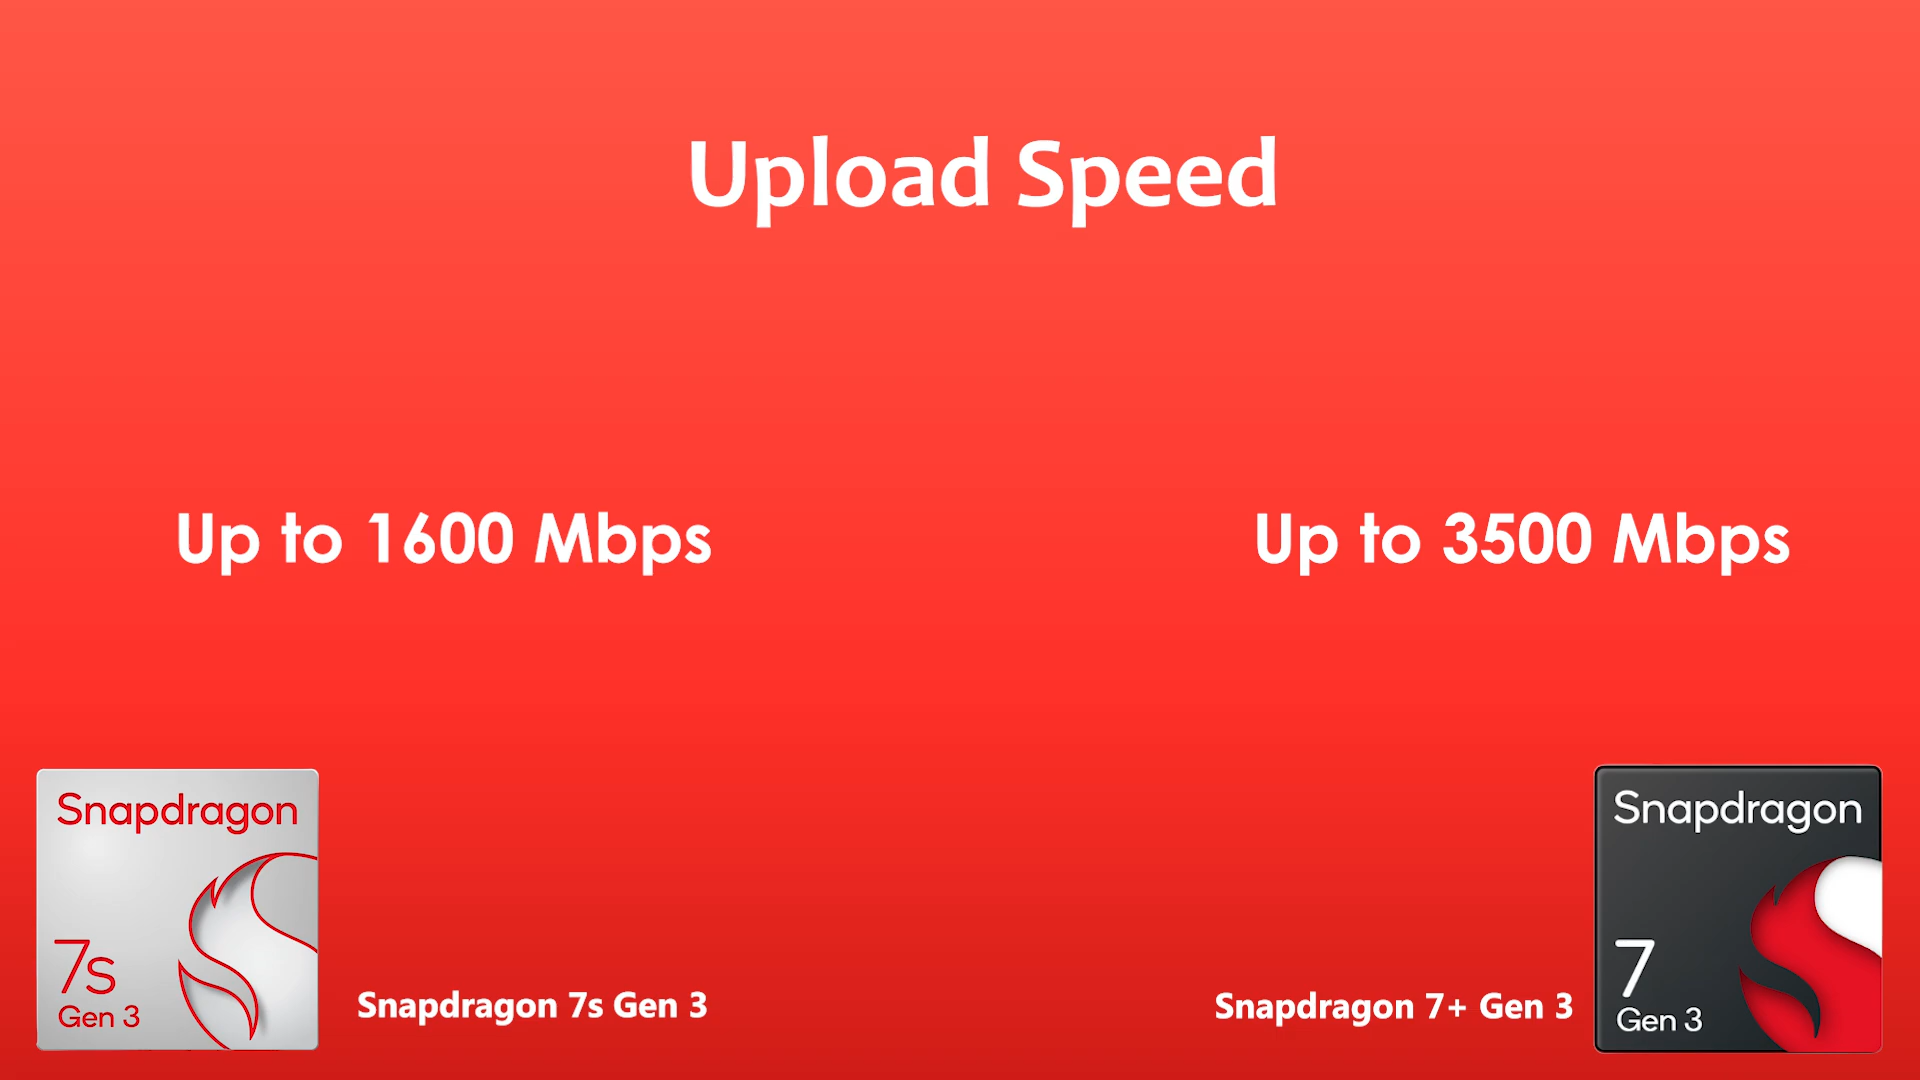 Upload Speed
Up to 1600 Mbps
Up to 3500 Mbps
Snapdragon
7s
Gen 3
Snapdragon 7s Gen 3
Snapdragon 7+ Gen 3
Snapdragon
7
Gen 3